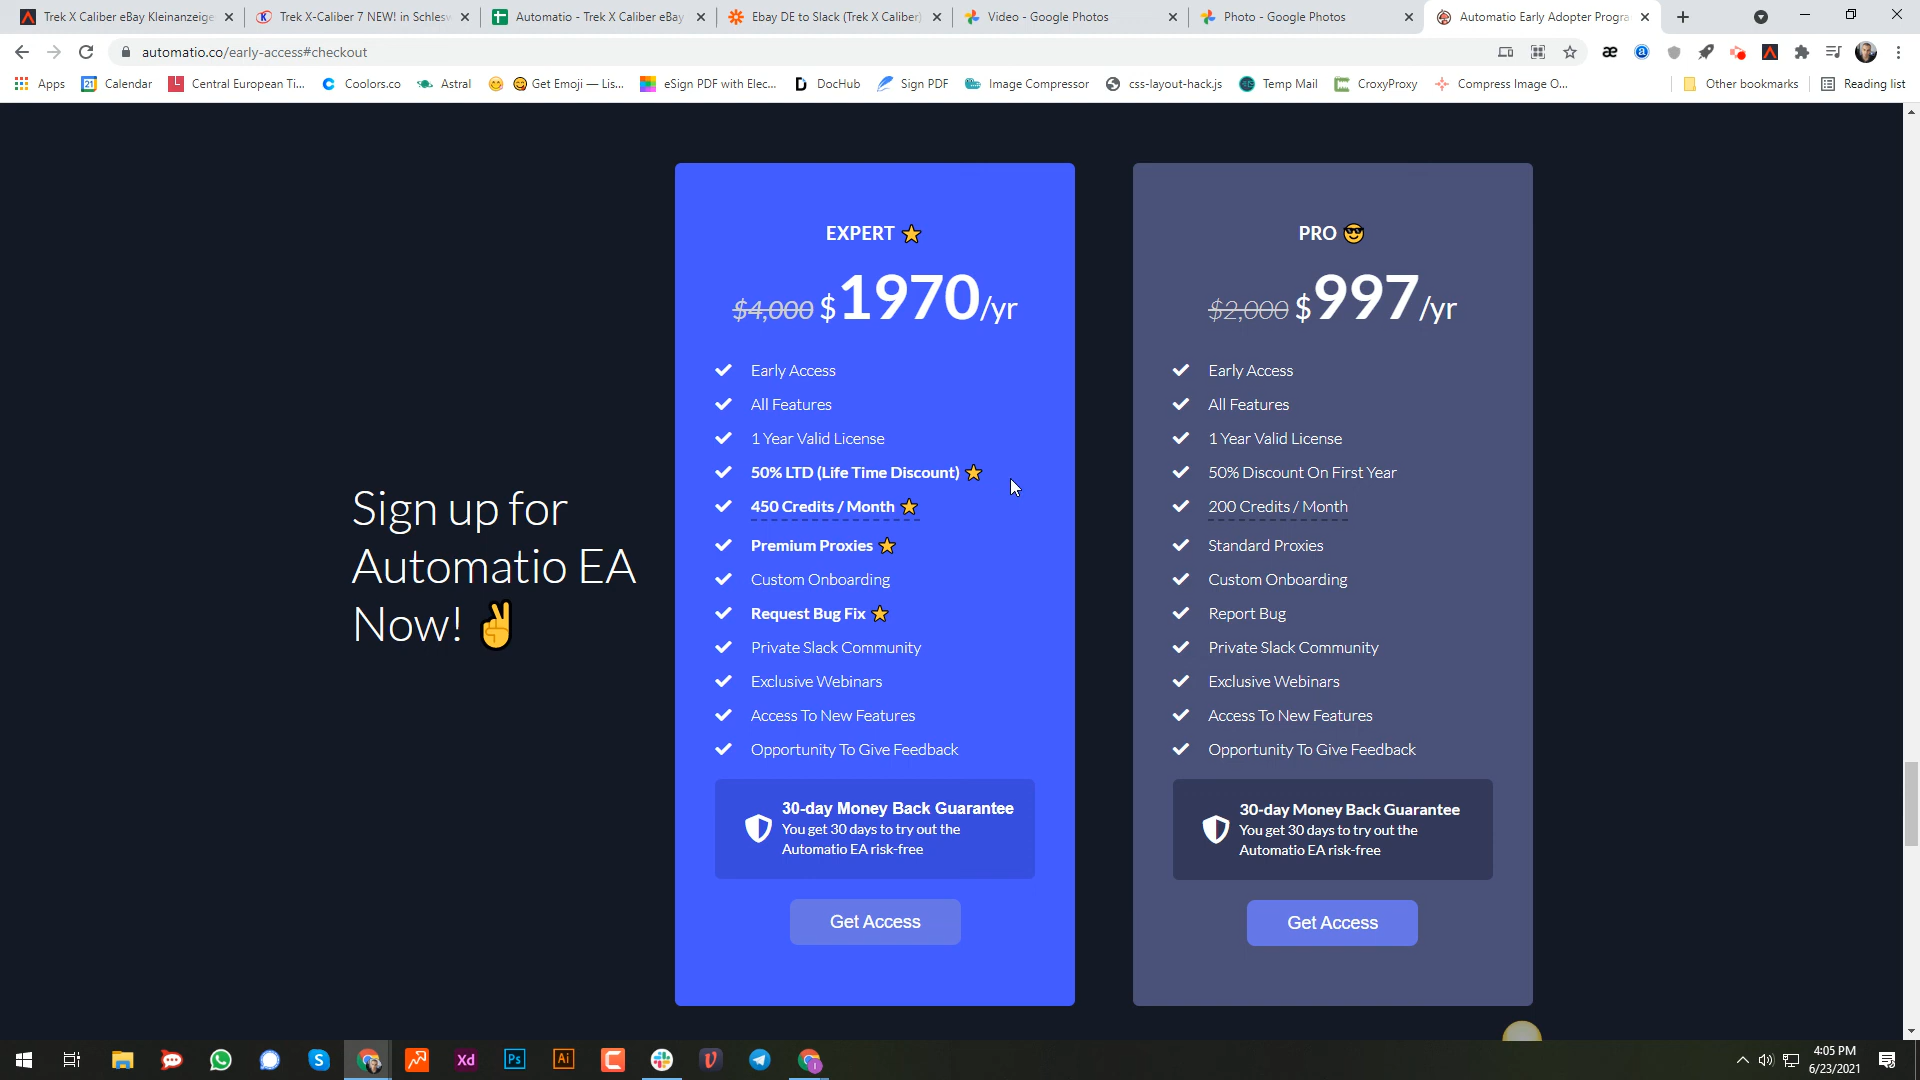 Trek X Caliber eBay Kleinanzeige
Trek X-Caliber 7 NEW! in Schlesw
Automatio - Trek X Caliber eBay
Ebay DE to Slack (Trek X Caliber)
Video - Google Photos
Photo - Google Photos
Automatio Early Adopter Progra
automatio.co/early-access#checkout
Apps
Calendar
Central European Ti...
Coolors.co
Astral
Get Emoji — Lis...
eSign PDF with Elec...
DocHub
Sign PDF
Image Compressor
css-layout-hack.js
Temp Mail
CroxyProxy
Compress Image O...
Other bookmarks
Reading list
Sign up for
Automatio EA
Now! ✌
EXPERT ⭐
$4,000 $1970/yr
Early Access
All Features
1 Year Valid License
50% LTD (Life Time Discount) ⭐
450 Credits / Month ⭐
Premium Proxies ⭐
Custom Onboarding
Request Bug Fix ⭐
Private Slack Community
Exclusive Webinars
Access To New Features
Opportunity To Give Feedback
30-day Money Back Guarantee
You get 30 days to try out the
Automatio EA risk-free
Get Access
PRO 😎
$2,000 $997/yr
Early Access
All Features
1 Year Valid License
50% Discount On First Year
200 Credits / Month
Standard Proxies
Custom Onboarding
Report Bug
Private Slack Community
Exclusive Webinars
Access To New Features
Opportunity To Give Feedback
30-day Money Back Guarantee
You get 30 days to try out the
Automatio EA risk-free
Get Access
Xd
Ps
Ai
4:05 PM
6/23/2021